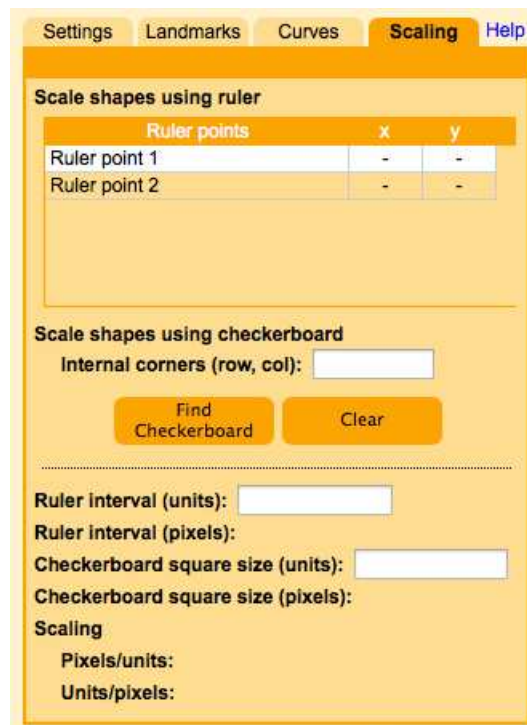 Settings Landmarks Curves Scaling Help
Scale shapes using ruler
Ruler points x y
Ruler point 1 - -
Ruler point 2 - -
Scale shapes using checkerboard
Internal corners (row, col):
Find
Checkerboard
Clear
Ruler interval (units):
Ruler interval (pixels):
Checkerboard square size (units):
Checkerboard square size (pixels):
Scaling
Pixels/units:
Units/pixels: